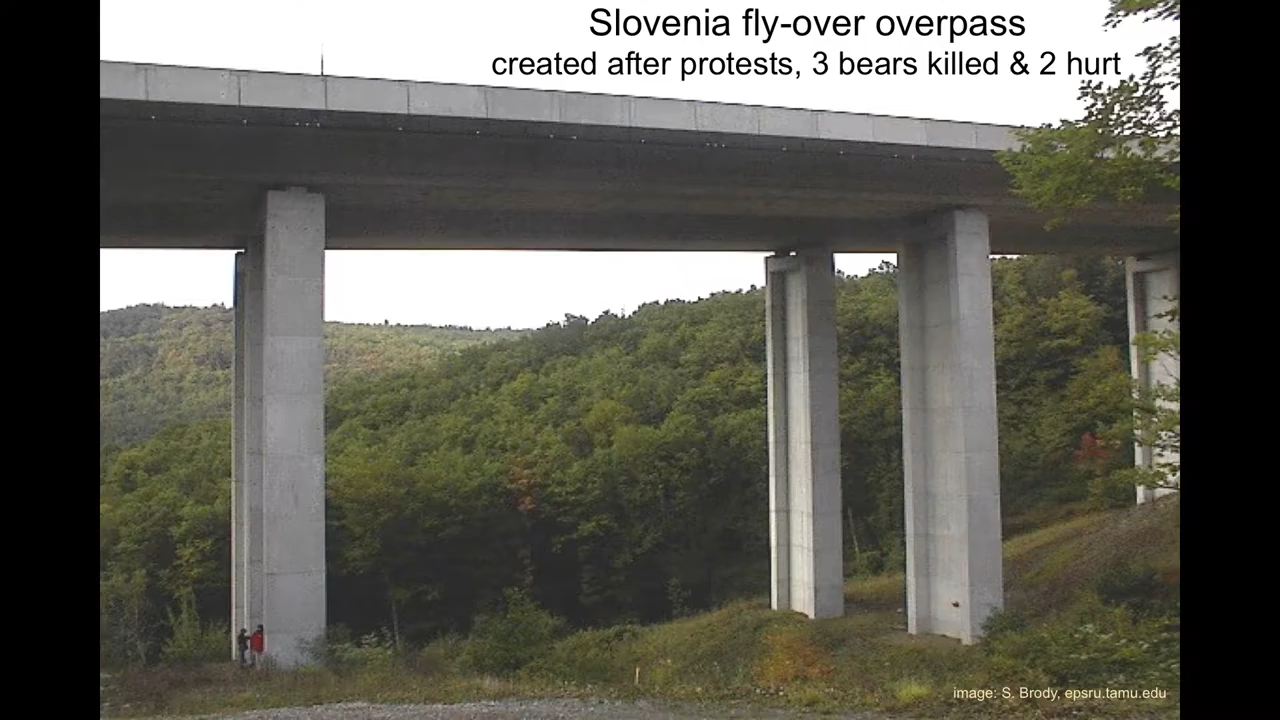 Slovenia fly-over overpass
created after protests, 3 bears killed & 2 hurt
image: S. Brody, epsru.tamu.edu